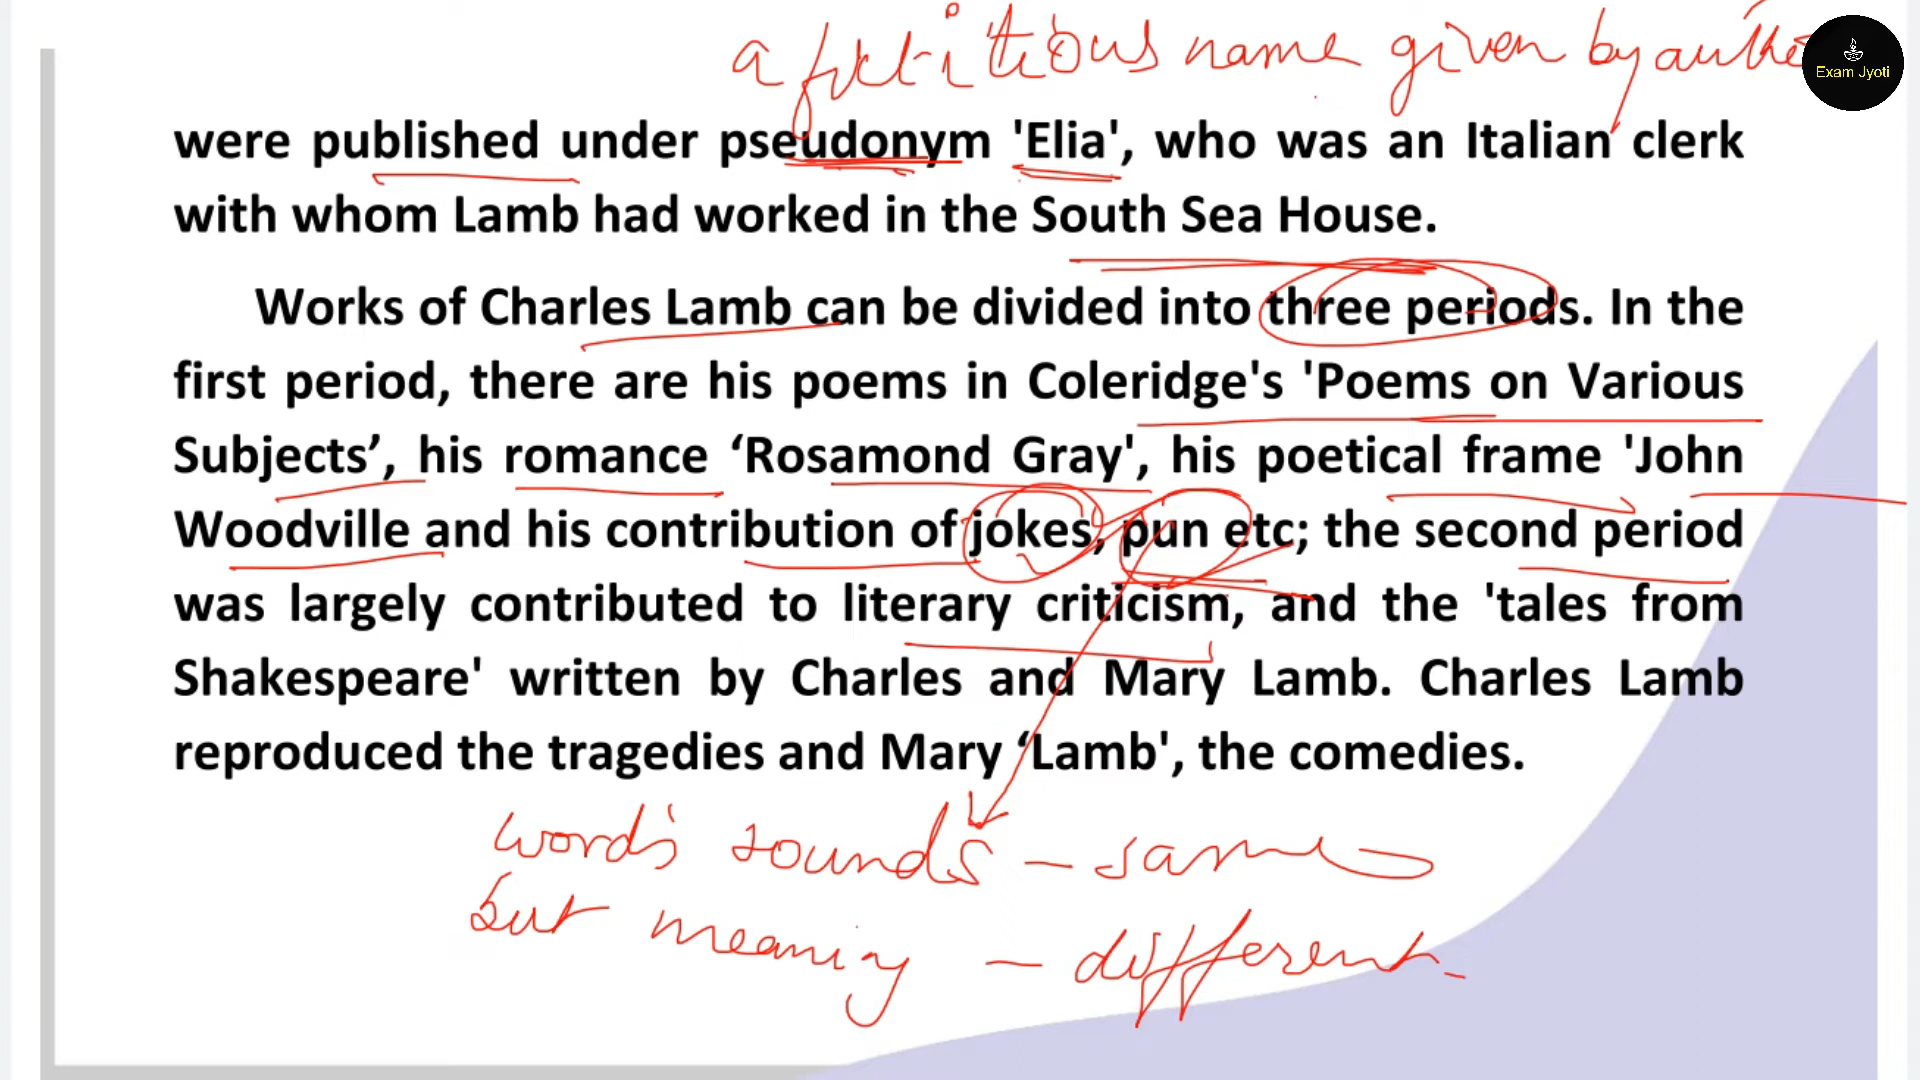 a fictitious name given by autho
Exam Jyoti
were published under pseudonym 'Elia', who was an Italian clerk
with whom Lamb had worked in the South Sea House.
Works of Charles Lamb can be divided into three periods. In the
first period, there are his poems in Coleridge's 'Poems on Various
Subjects’, his romance ‘Rosamond Gray', his poetical frame 'John
Woodville and his contribution of jokes, pun etc; the second period
was largely contributed to literary criticism, and the 'tales from
Shakespeare' written by Charles and Mary Lamb. Charles Lamb
reproduced the tragedies and Mary ‘Lamb', the comedies.
words sounds - same
but meaning - different